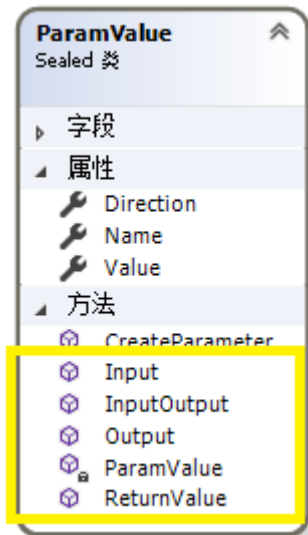 ParamValue
Sealed 类
字段
属性
Direction
Name
Value
方法
CreateParameter
Input
InputOutput
Output
ParamValue
ReturnValue